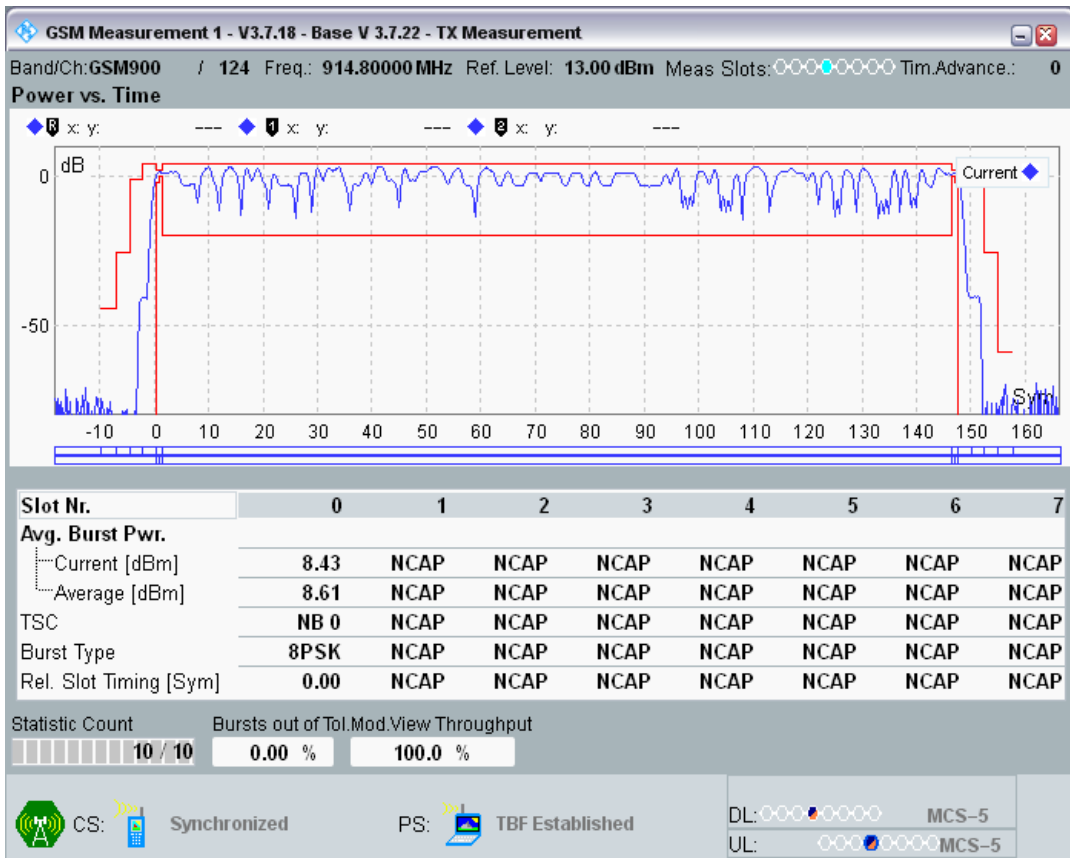 GSM Measurement 1 - V3.7.18 - Base V 3.7.22 - TX Measurement
Band/Ch:GSM900 / 124 Freq.: 914.80000 MHz Ref. Level: 13.00 dBm Meas Slots: Tim.Advance.: 0
Power vs. Time
R x: y: --- 1 x: y: --- 2 x: y: ---
dB
Current
0
-50
Sym
-10 0 10 20 30 40 50 60 70 80 90 100 110 120 130 140 150 160
Slot Nr. 0 1 2 3 4 5 6 7
Avg. Burst Pwr.
Current [dBm] 8.43 NCAP NCAP NCAP NCAP NCAP NCAP NCAP
Average [dBm] 8.61 NCAP NCAP NCAP NCAP NCAP NCAP NCAP
TSC NB 0 NCAP NCAP NCAP NCAP NCAP NCAP NCAP
Burst Type 8PSK NCAP NCAP NCAP NCAP NCAP NCAP NCAP
Rel. Slot Timing [Sym] 0.00 NCAP NCAP NCAP NCAP NCAP NCAP NCAP
Statistic Count Bursts out of Tol.Mod.View Throughput
10 / 10 0.00 % 100.0 %
CS: Synchronized PS: TBF Established
DL: MCS-5
UL: MCS-5